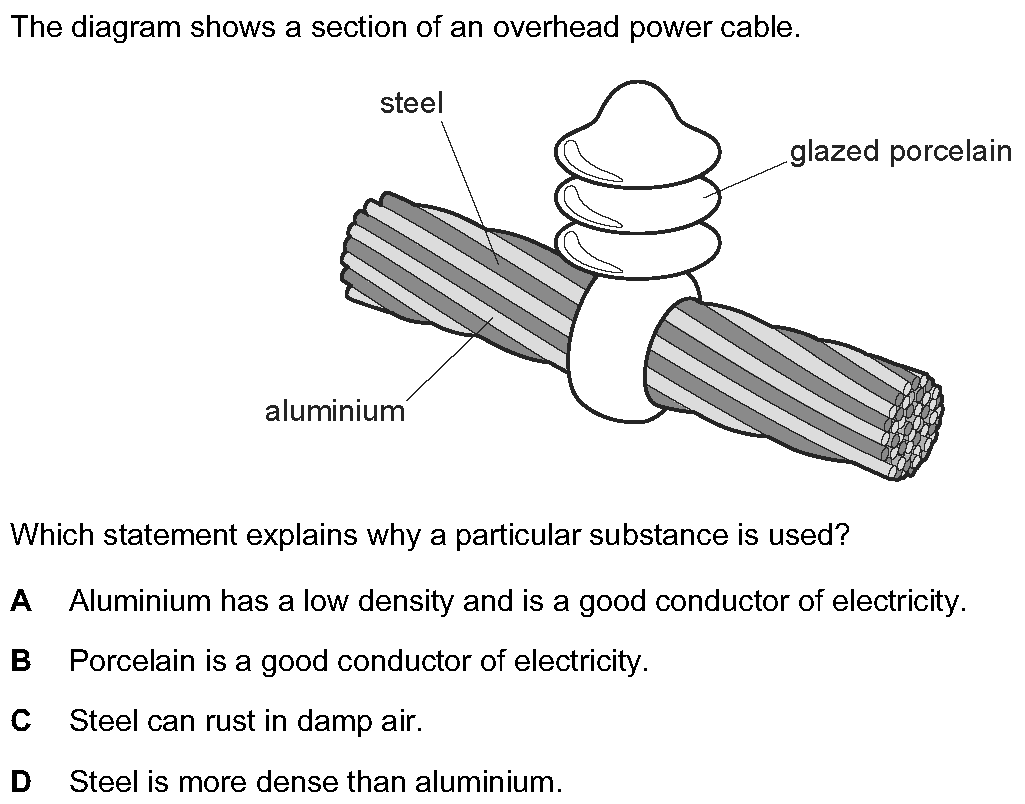 The diagram shows a section of an overhead power cable.
steel
glazed porcelain
aluminium
Which statement explains why a particular substance is used?
A Aluminium has a low density and is a good conductor of electricity.
B Porcelain is a good conductor of electricity.
C Steel can rust in damp air.
D Steel is more dense than aluminium.